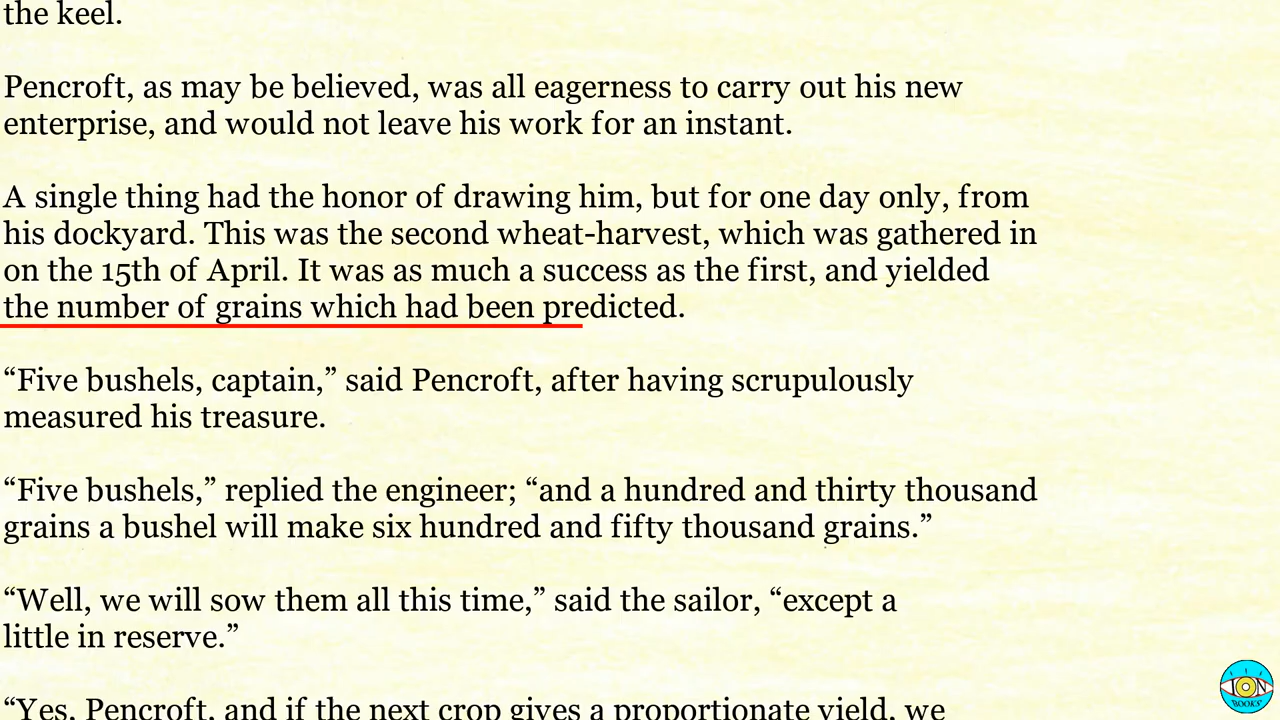 the keel.
Pencroft, as may be believed, was all eagerness to carry out his new
enterprise, and would not leave his work for an instant.
A single thing had the honor of drawing him, but for one day only, from
his dockyard. This was the second wheat-harvest, which was gathered in
on the 15th of April. It was as much a success as the first, and yielded
the number of grains which had been predicted.
“Five bushels, captain,” said Pencroft, after having scrupulously
measured his treasure.
“Five bushels,” replied the engineer; “and a hundred and thirty thousand
grains a bushel will make six hundred and fifty thousand grains.”
“Well, we will sow them all this time,” said the sailor, “except a
little in reserve.”
“Yes, Pencroft, and if the next crop gives a proportionate yield, we
ION
BOOKS